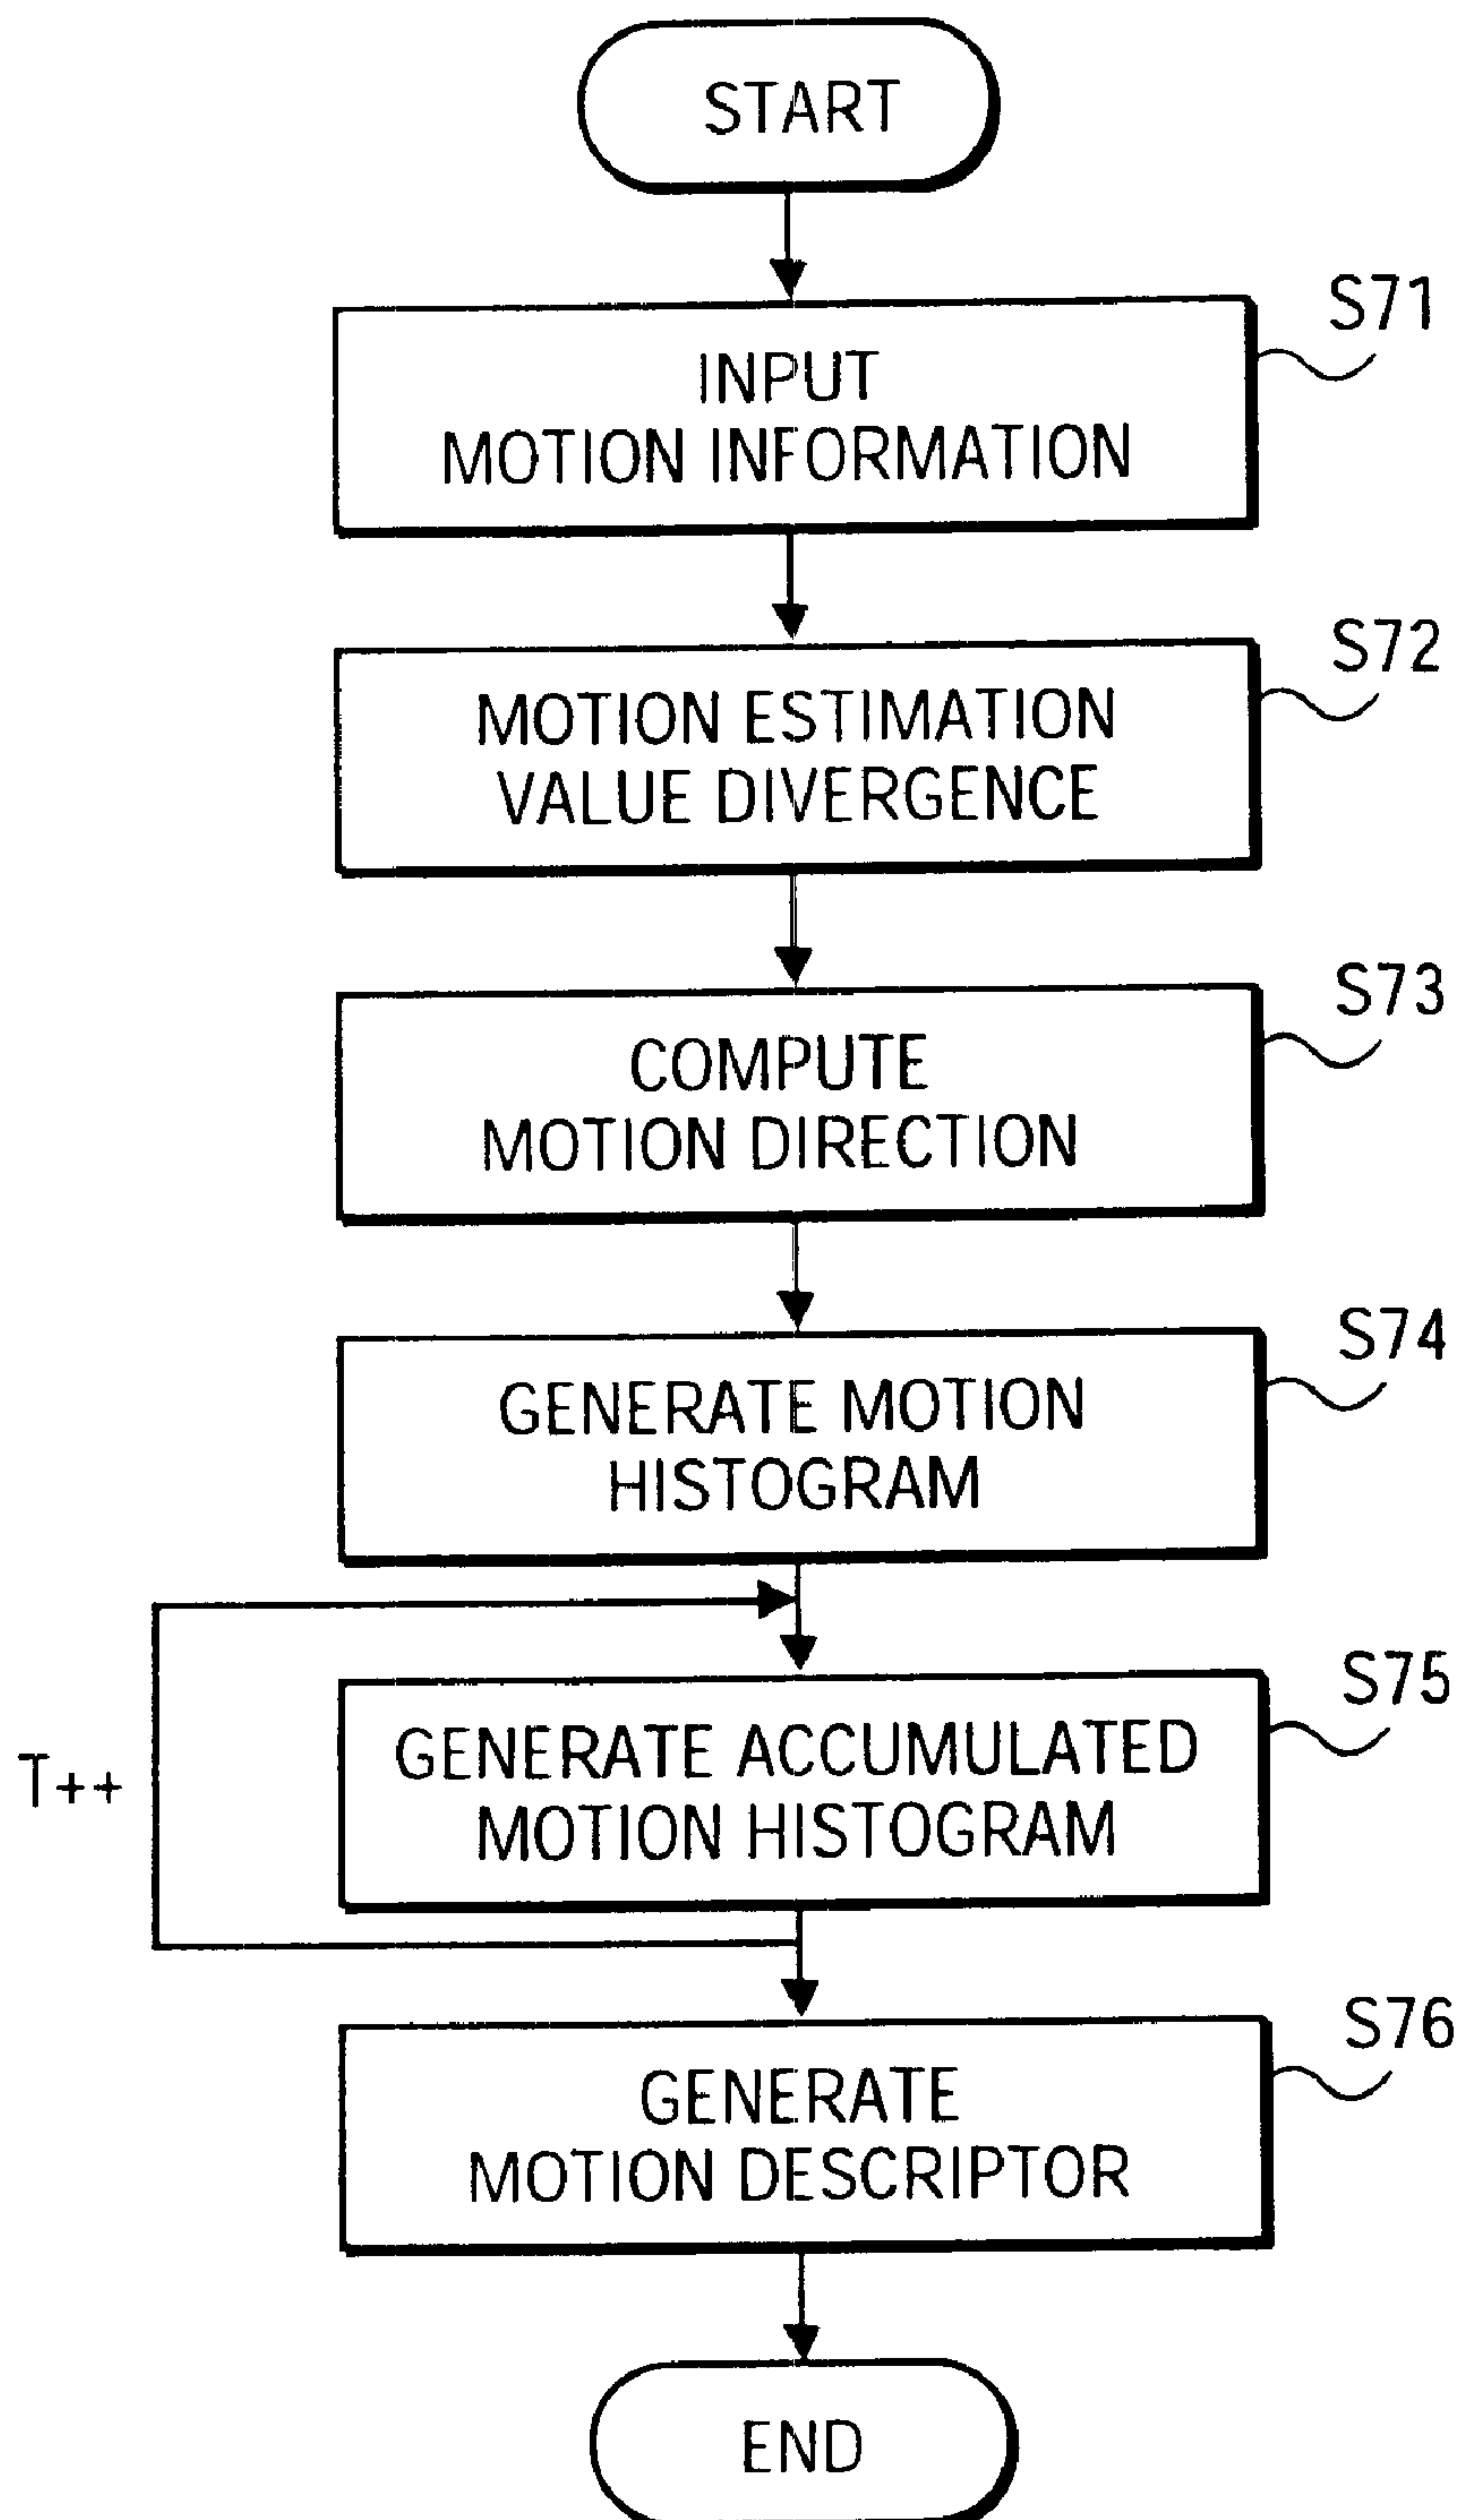 START
S71
INPUT
MOTION INFORMATION
S72
MOTION ESTIMATION
VALUE DIVERGENCE
S73
COMPUTE
MOTION DIRECTION
S74
GENERATE MOTION
HISTOGRAM
S75
GENERATE ACCUMULATED
MOTION HISTOGRAM
T++
S76
GENERATE
MOTION DESCRIPTOR
END